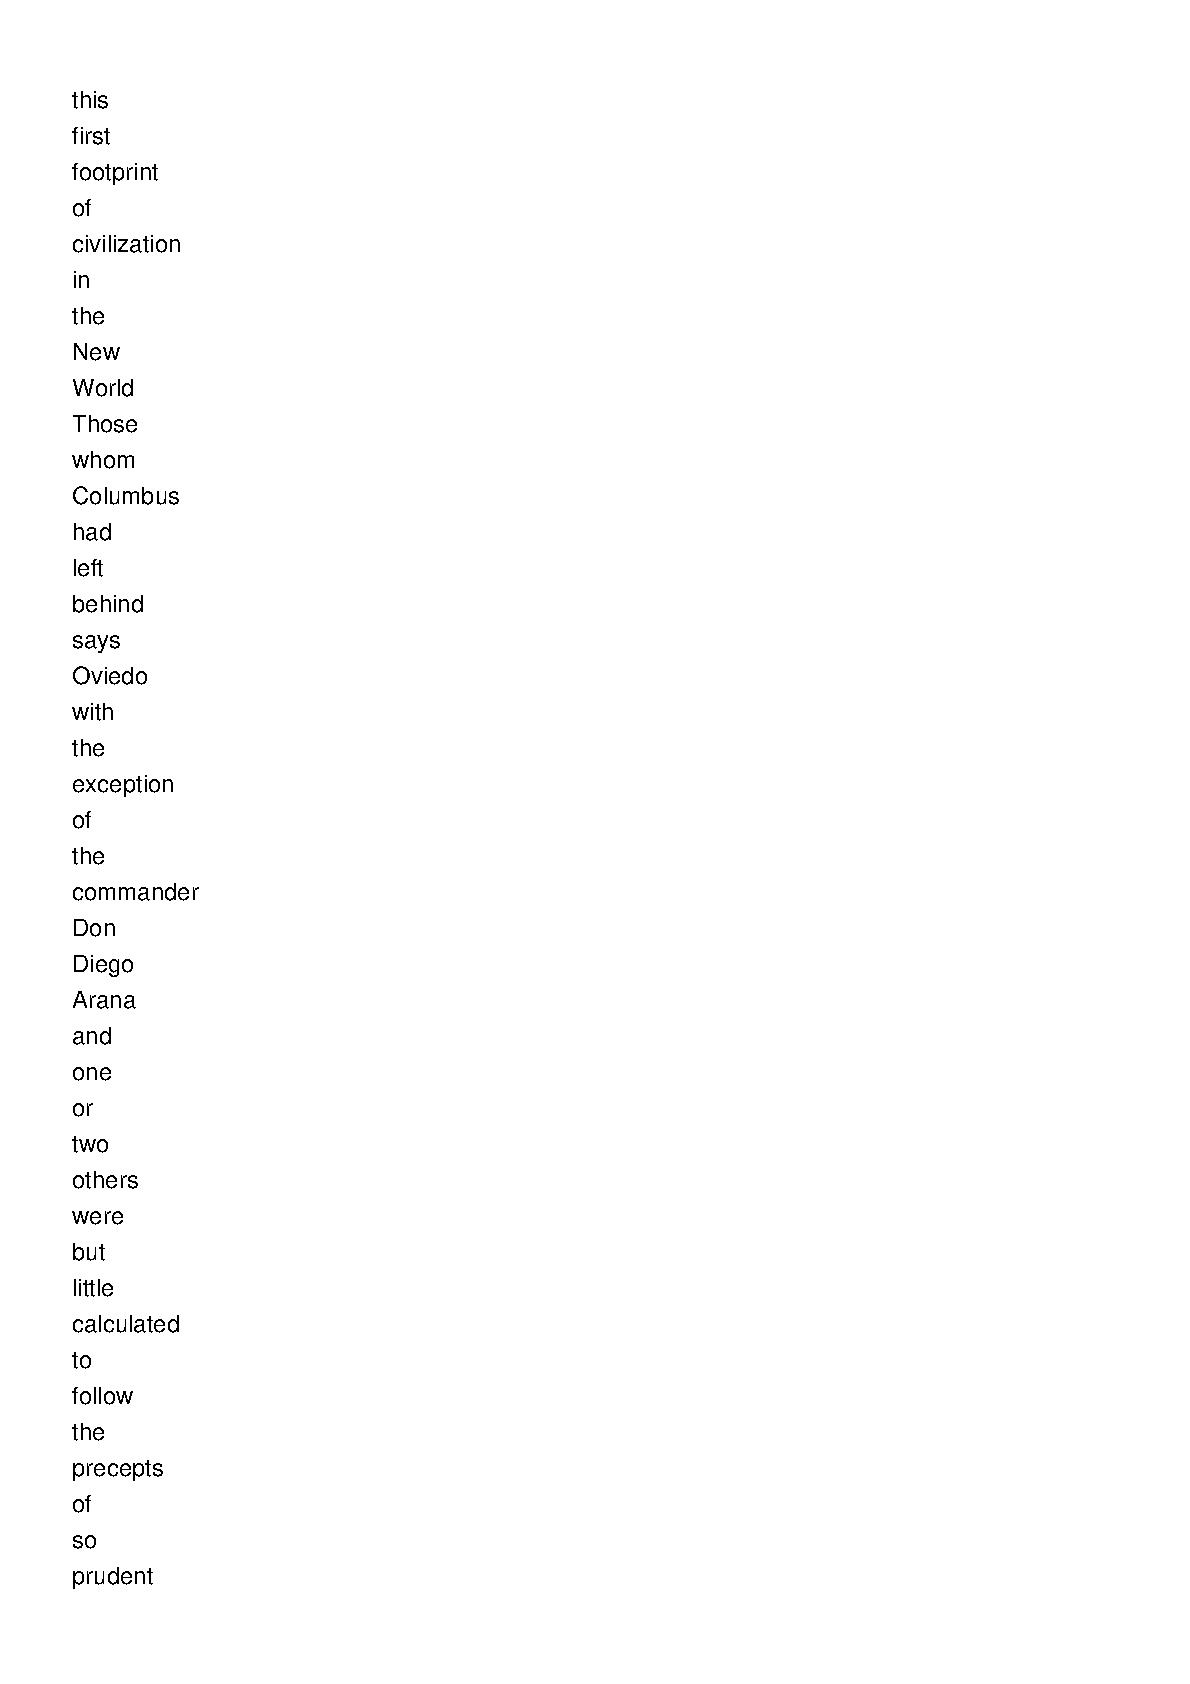 this
first
footprint
of
civilization
in
the
New
World
Those
whom
Columbus
had
left
behind
says
Oviedo
with
the
exception
of
the
commander
Don
Diego
Arana
and
one
or
two
others
were
but
little
calculated
to
follow
the
precepts
of
so
prudent